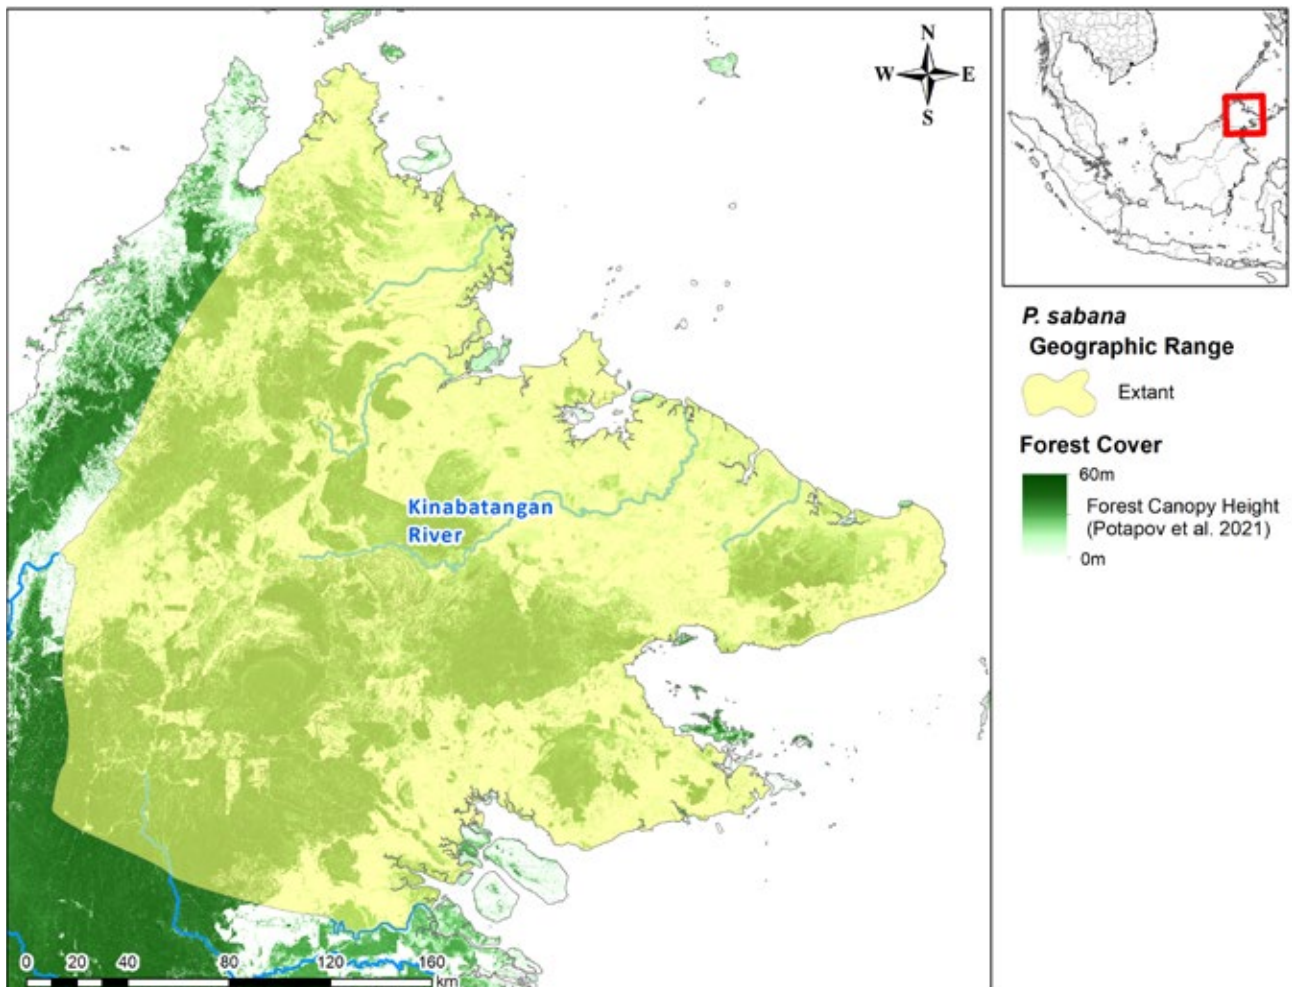 N
W E
S
P. sabana
Geographic Range
Extant
Forest Cover
60m
Forest Canopy Height
(Potapov et al. 2021)
0m
Kinabatangan
River
0 20 40 80 120 160
km